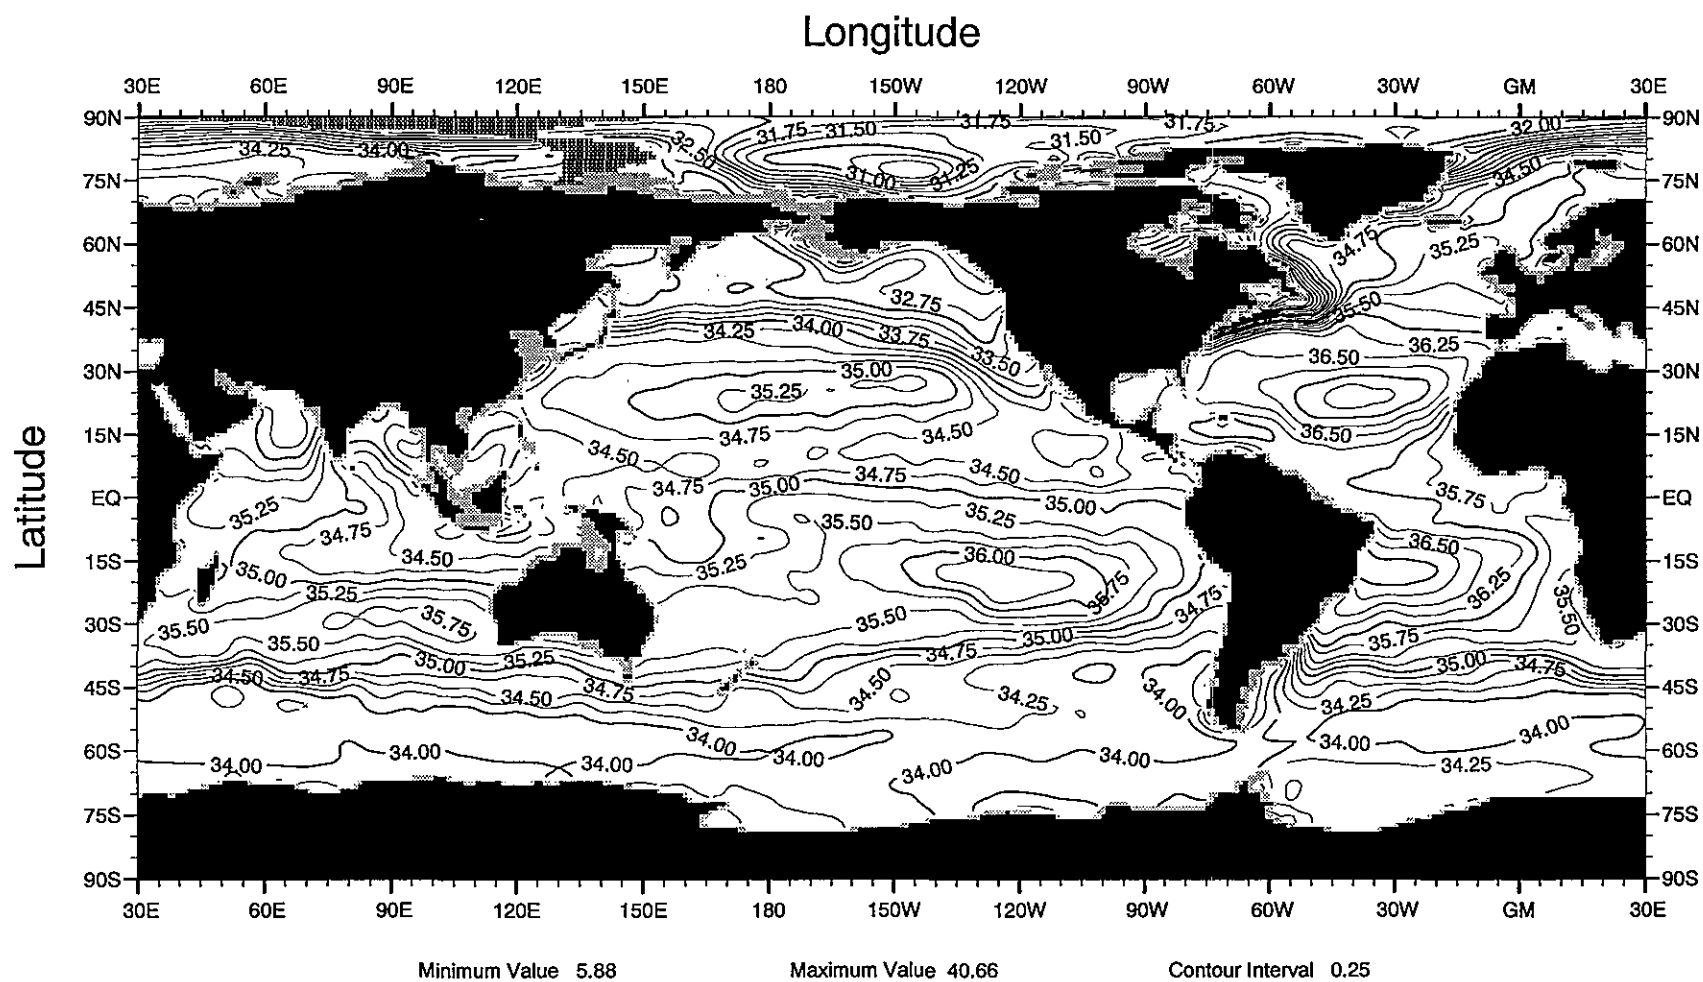 Longitude
30E 60E 90E 120E 150E 180 150W 120W 90W 60W 30W GM 30E
90N 90N
31.75 31.50 31.75 31.50 31.75 32.00
34.25 34.00 32.50
31.00 31.25 34.50
75N 75N
60N 60N
34.75 35.25
32.75 35.50
45N 45N
34.25 34.00 33.75 33.50 36.50 36.25
30N 30N
35.00
35.25
34.75 34.50 36.50
15N 15N
34.50 34.75 34.50
34.75 35.00 35.00 35.75
EQ EQ
35.25 34.75 35.50 35.25 36.50
34.50 36.00
15S 15S
35.00 35.25 35.25 35.75 34.75 36.25 35.50
35.50 35.75 35.50
30S 30S
35.50 35.00 35.25 34.75 35.00 35.75 35.00 34.75
34.50 34.75 34.50 34.75 34.50 34.25 34.00 34.25
45S 45S
34.00 34.00 34.00 34.00 34.00 34.00
60S 60S
34.00 34.00 34.00 34.25
75S 75S
90S 90S
30E 60E 90E 120E 150E 180 150W 120W 90W 60W 30W GM 30E
Latitude
Minimum Value 5.88 Maximum Value 40.66 Contour Interval 0.25